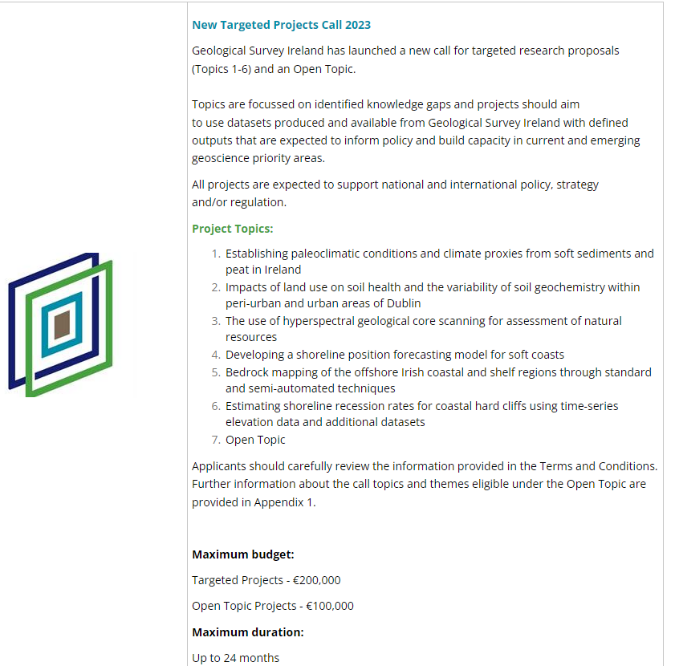 New Targeted Projects Call 2023
Geological Survey Ireland has launched a new call for targeted research proposals
(Topics 1-6) and an Open Topic.
Topics are focussed on identified knowledge gaps and projects should aim
to use datasets produced and available from Geological Survey Ireland with defined
outputs that are expected to inform policy and build capacity in current and emerging
geoscience priority areas.
All projects are expected to support national and international policy, strategy
and/or regulation.
Project Topics:
1. Establishing paleoclimatic conditions and climate proxies from soft sediments and
peat in Ireland
2. Impacts of land use on soil health and the variability of soil geochemistry within
peri-urban and urban areas of Dublin
3. The use of hyperspectral geological core scanning for assessment of natural
resources
4. Developing a shoreline position forecasting model for soft coasts
5. Bedrock mapping of the offshore Irish coastal and shelf regions through standard
and semi-automated techniques
6. Estimating shoreline recession rates for coastal hard cliffs using time-series
elevation data and additional datasets
7. Open Topic
Applicants should carefully review the information provided in the Terms and Conditions.
Further information about the call topics and themes eligible under the Open Topic are
provided in Appendix 1.
Maximum budget:
Targeted Projects - €200,000
Open Topic Projects - €100,000
Maximum duration:
Up to 24 months